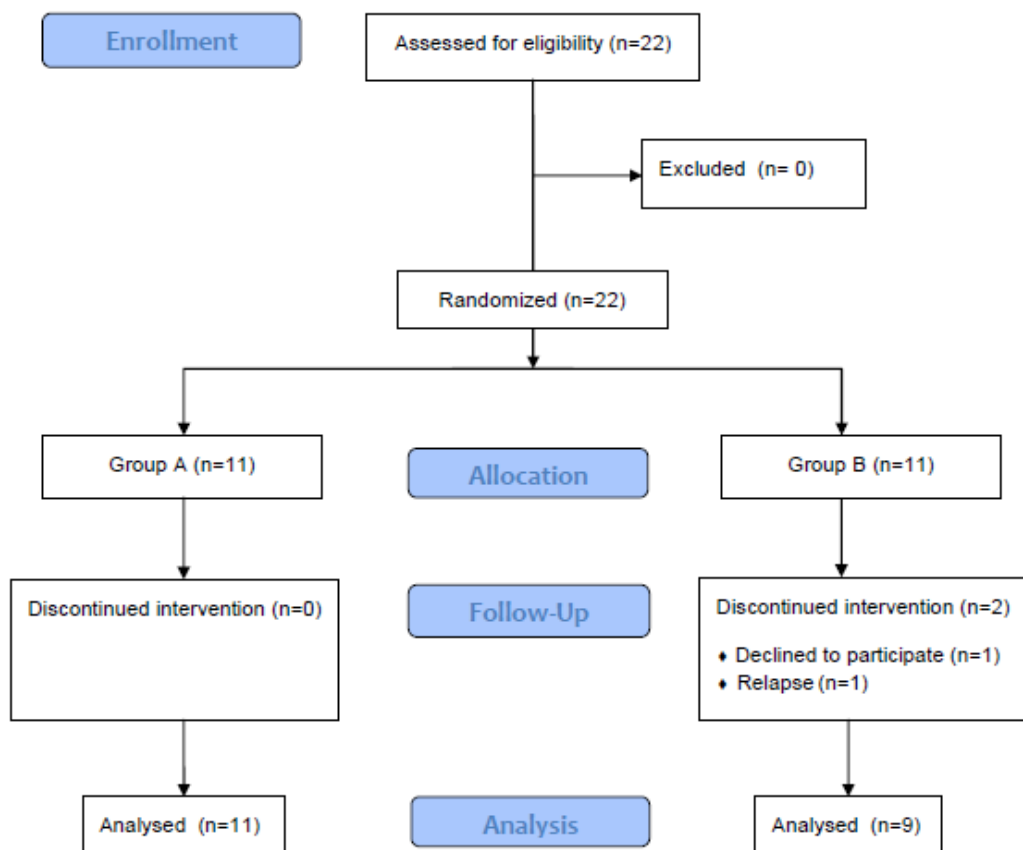 Enrollment
Assessed for eligibility (n=22)
Excluded (n= 0)
Randomized (n=22)
Group A (n=11)
Allocation
Group B (n=11)
Discontinued intervention (n=0)
Follow-Up
Discontinued intervention (n=2)
♦ Declined to participate (n=1)
♦ Relapse (n=1)
Analysed (n=11)
Analysis
Analysed (n=9)